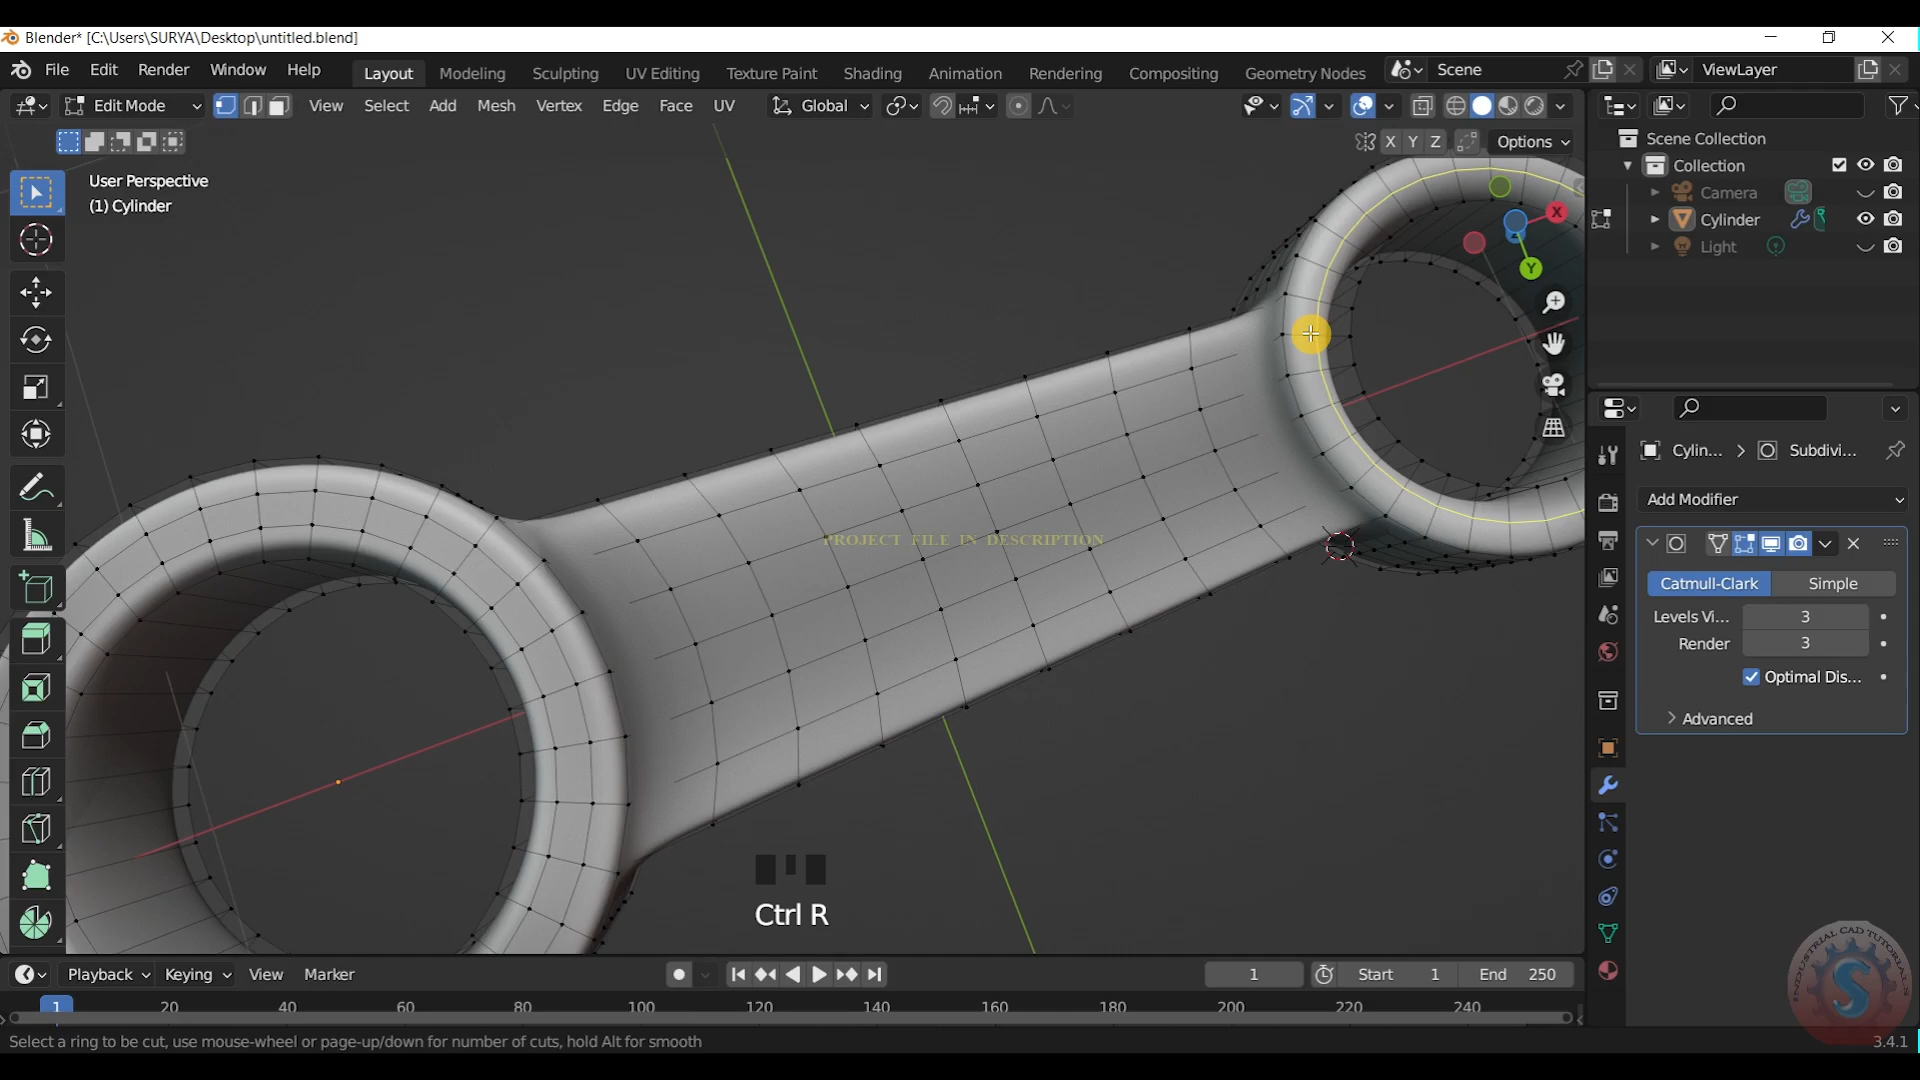 Blender* [C:\Users\SURYA\Desktop\untitled.blend]
File Edit Render Window Help Layout Modeling Sculpting UV Editing Texture Paint Shading Animation Rendering Compositing Geometry Nodes Scene ViewLayer
Edit Mode View Select Add Mesh Vertex Edge Face UV Global
X Y Z Options
User Perspective
(1) Cylinder
Scene Collection
Collection
Camera
Cylinder
Light
X
Y
Cylin... > Subdivi...
Add Modifier
Catmull-Clark Simple
Levels Vi... 3
Render 3
Optimal Dis...
Advanced
PROJECT FILE IN DESCRIPTION
Ctrl R
Playback Keying View Marker 1 Start 1 End 250
1 20 40 60 80 100 120 140 160 180 200 220 240
Select a ring to be cut, use mouse-wheel or page-up/down for number of cuts, hold Alt for smooth
INDUSTRIAL CAD TUTORIALS
S
3.4.1